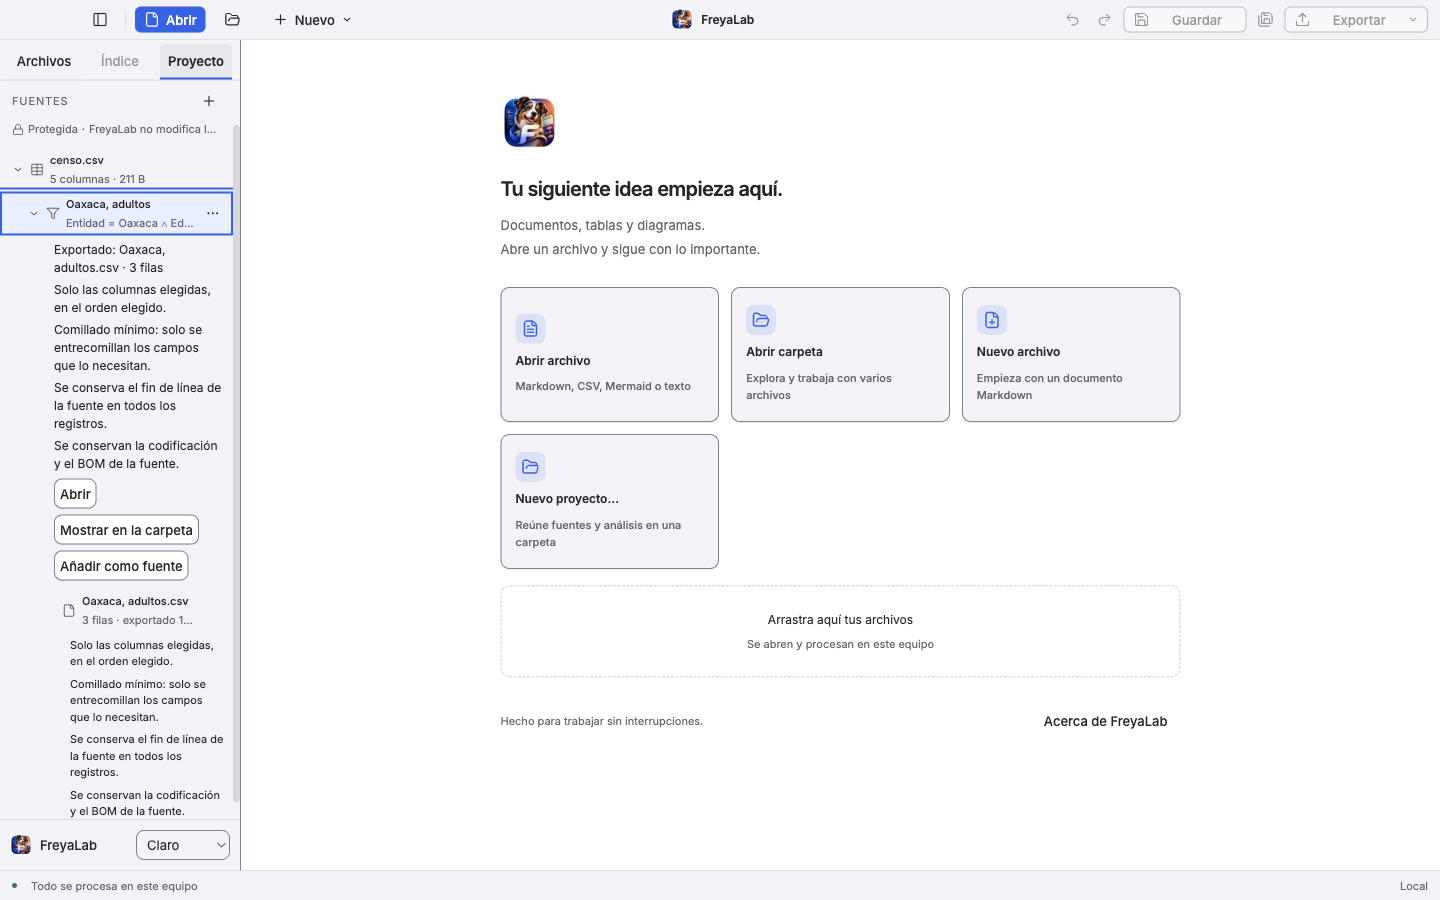 Abrir
Nuevo
FreyaLab
Guardar
Exportar
Archivos
Índice
Proyecto
FUENTES
Protegida · FreyaLab no modifica l...
censo.csv
5 columnas · 211 B
Oaxaca, adultos
Entidad = Oaxaca ∧ Ed...
Exportado: Oaxaca,
adultos.csv · 3 filas
Solo las columnas elegidas,
en el orden elegido.
Comillado mínimo: solo se
entrecomillan los campos
que lo necesitan.
Se conserva el fin de línea de
la fuente en todos los
registros.
Se conservan la codificación
y el BOM de la fuente.
Abrir
Mostrar en la carpeta
Añadir como fuente
Oaxaca, adultos.csv
3 filas · exportado 1...
Solo las columnas elegidas,
en el orden elegido.
Comillado mínimo: solo se
entrecomillan los campos
que lo necesitan.
Se conserva el fin de línea de
la fuente en todos los
registros.
Se conservan la codificación
y el BOM de la fuente.
FreyaLab
Claro
Tu siguiente idea empieza aquí.
Documentos, tablas y diagramas.
Abre un archivo y sigue con lo importante.
Abrir archivo
Markdown, CSV, Mermaid o texto
Abrir carpeta
Explora y trabaja con varios
archivos
Nuevo archivo
Empieza con un documento
Markdown
Nuevo proyecto...
Reúne fuentes y análisis en una
carpeta
Arrastra aquí tus archivos
Se abren y procesan en este equipo
Hecho para trabajar sin interrupciones.
Acerca de FreyaLab
Todo se procesa en este equipo
Local